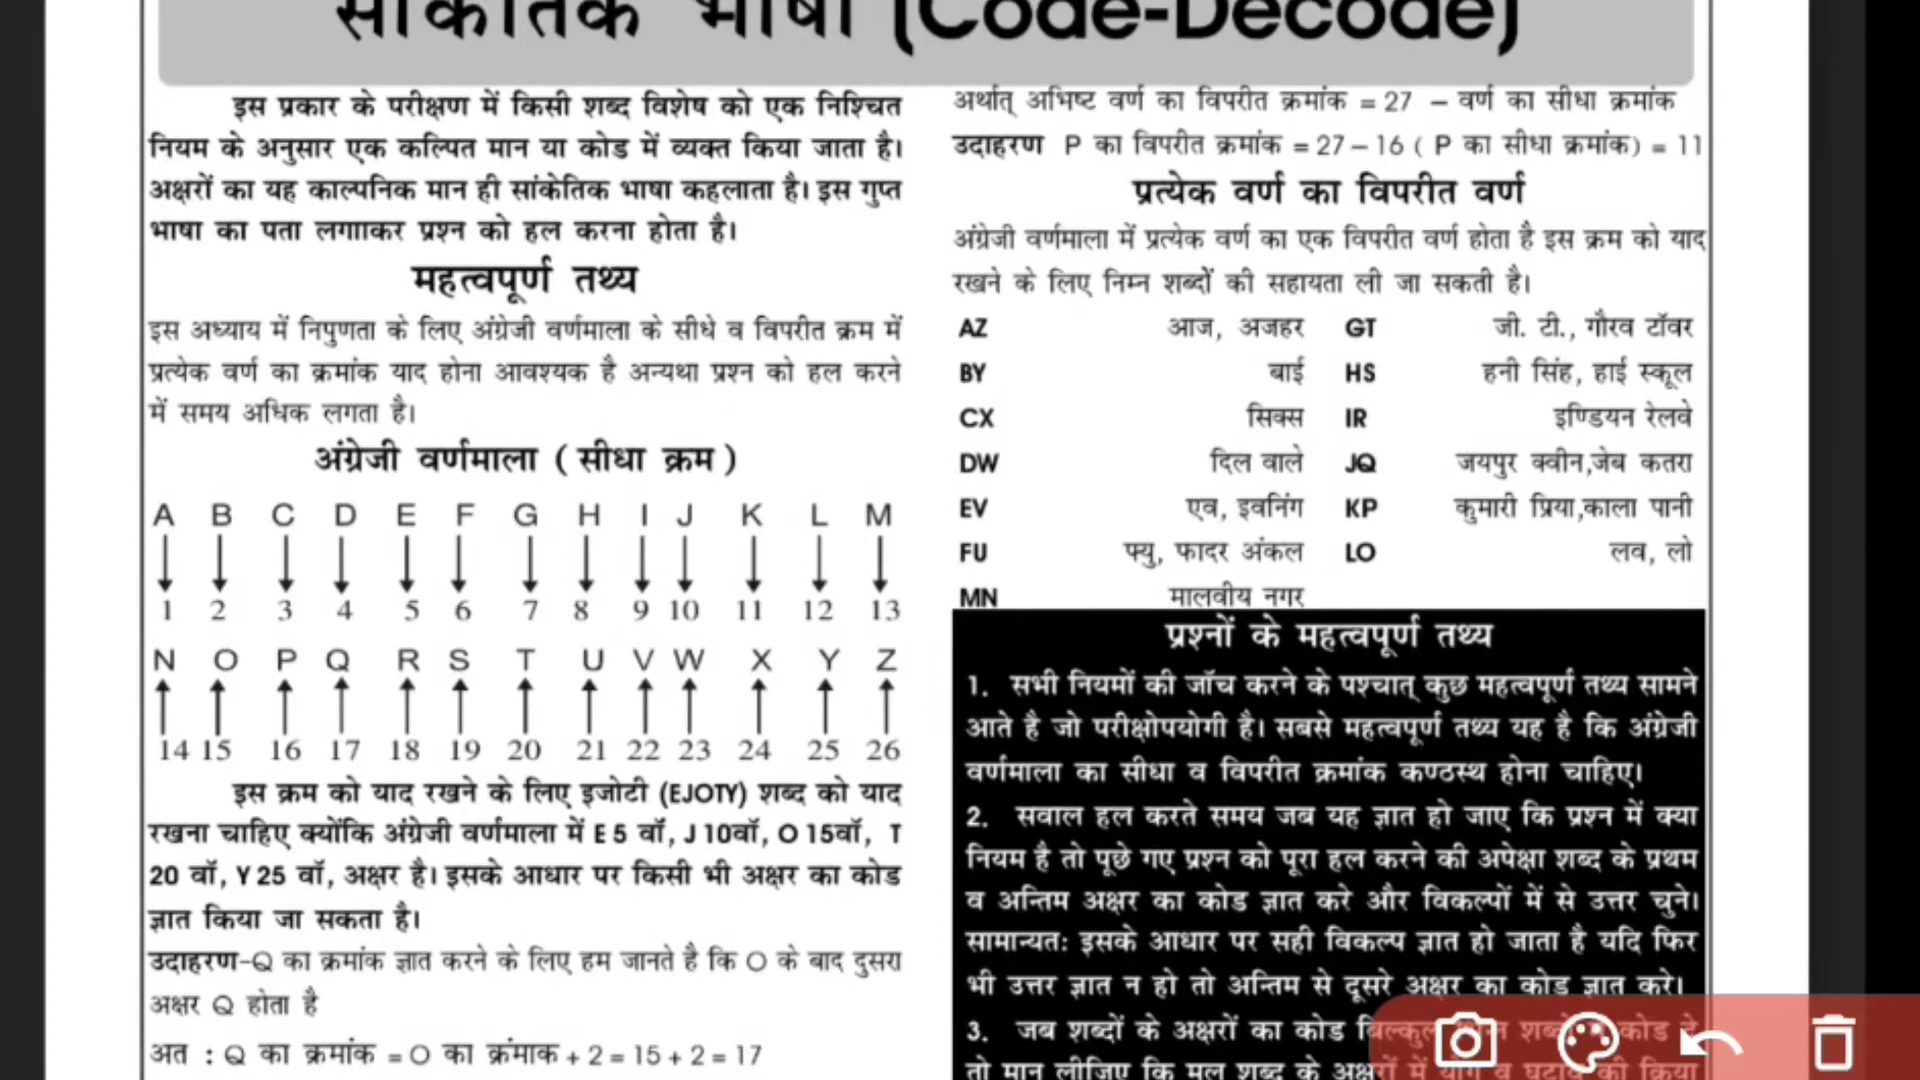 सांकेतिक भाषा (Code-Decode)
इस प्रकार के परीक्षण में किसी शब्द विशेष को एक निश्चित
नियम के अनुसार एक कल्पित मान या कोड में व्यक्त किया जाता है।
अक्षरों का यह काल्पनिक मान ही सांकेतिक भाषा कहलाता है। इस गुप्त
भाषा का पता लगााकर प्रश्न को हल करना होता है।
महत्वपूर्ण तथ्य
इस अध्याय में निपुणता के लिए अंग्रेजी वर्णमाला के सीधे व विपरीत क्रम में
प्रत्येक वर्ण का क्रमांक याद होना आवश्यक है अन्यथा प्रश्न को हल करने
में समय अधिक लगता है।
अंग्रेजी वर्णमाला ( सीधा क्रम )
A B C D E F G H I J K L M
1 2 3 4 5 6 7 8 9 10 11 12 13
N O P Q R S T U V W X Y Z
14 15 16 17 18 19 20 21 22 23 24 25 26
इस क्रम को याद रखने के लिए इजोटी (EJOTY) शब्द को याद
रखना चाहिए क्योंकि अंग्रेजी वर्णमाला में E 5 वॉ, J 10वॉ, O 15वॉ, T
20 वॉ, Y 25 वॉ, अक्षर है। इसके आधार पर किसी भी अक्षर का कोड
ज्ञात किया जा सकता है।
उदाहरण-Q का क्रमांक ज्ञात करने के लिए हम जानते है कि O के बाद दुसरा
अक्षर Q होता है
अत : Q का क्रमांक = O का क्रंमाक + 2 = 15 + 2 = 17
अर्थात् अभिष्ट वर्ण का विपरीत क्रमांक = 27 – वर्ण का सीधा क्रमांक
उदाहरण P का विपरीत क्रमांक = 27 – 16 ( P का सीधा क्रमांक) = 11
प्रत्येक वर्ण का विपरीत वर्ण
अंग्रेजी वर्णमाला में प्रत्येक वर्ण का एक विपरीत वर्ण होता है इस क्रम को याद
रखने के लिए निम्न शब्दों की सहायता ली जा सकती है।
AZ आज, अजहर GT जी. टी., गौरव टॉवर
BY बाई HS हनी सिंह, हाई स्कूल
CX सिक्स IR इण्डियन रेलवे
DW दिल वाले JQ जयपुर क्वीन,जेब कतरा
EV एव, इवनिंग KP कुमारी प्रिया,काला पानी
FU फ्यु, फादर अंकल LO लव, लो
MN मालवीय नगर
प्रश्नों के महत्वपूर्ण तथ्य
1. सभी नियमों की जॉच करने के पश्चात् कुछ महत्वपूर्ण तथ्य सामने
आते है जो परीक्षोपयोगी है। सबसे महत्वपूर्ण तथ्य यह है कि अंग्रेजी
वर्णमाला का सीधा व विपरीत क्रमांक कण्ठस्थ होना चाहिए।
2. सवाल हल करते समय जब यह ज्ञात हो जाए कि प्रश्न में क्या
नियम है तो पूछे गए प्रश्न को पूरा हल करने की अपेक्षा शब्द के प्रथम
व अन्तिम अक्षर का कोड ज्ञात करे और विकल्पों में से उत्तर चुने।
सामान्यत: इसके आधार पर सही विकल्प ज्ञात हो जाता है यदि फिर
भी उत्तर ज्ञात न हो तो अन्तिम से दूसरे अक्षर का कोड ज्ञात करे।
3. जब शब्दों के अक्षरों का कोड बिल्कुल शब्दों कोड
तो मान लीजिए कि मूल शब्द के अक्षरों में योग व घटाव की किया